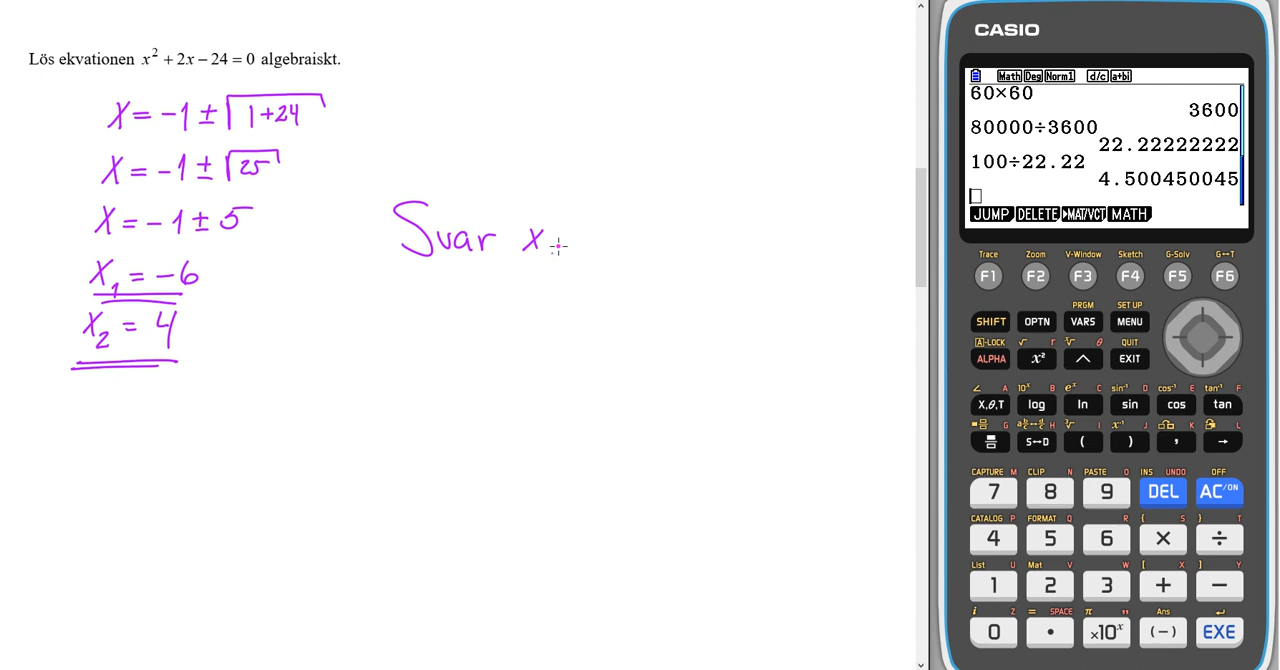 Lös ekvationen x² + 2x − 24 = 0 algebraiskt.
X = −1 ± √1+24
X = −1 ± √25
X = −1 ± 5
X₁ = −6
X₂ = 4
Svar x
CASIO
Math Deg Norm1 d/c a+bi
60×60
3600
80000÷3600
22.22222222
100÷22.22
4.500450045
JUMP DELETE ▶MAT/VCT MATH
Trace Zoom V-Window Sketch G-Solv G↔T
F1 F2 F3 F4 F5 F6
PRGM SET UP
SHIFT OPTN VARS MENU
A-LOCK √ r ∛ θ QUIT
ALPHA x² ^ EXIT
∠ A 10ˣ B eˣ C sin⁻¹ D cos⁻¹ E tan⁻¹ F
X,θ,T log ln sin cos tan
G H I x⁻¹ J K L
S↔D ( ) , →
CAPTURE M CLIP N PASTE O INS UNDO OFF
7 8 9 DEL AC/ON
CATALOG P FORMAT Q R { S } T
4 5 6 × ÷
List U Mat V W [ X ] Y
1 2 3 + −
i Z = SPACE π " Ans ↵
0 • ×10ˣ (−) EXE